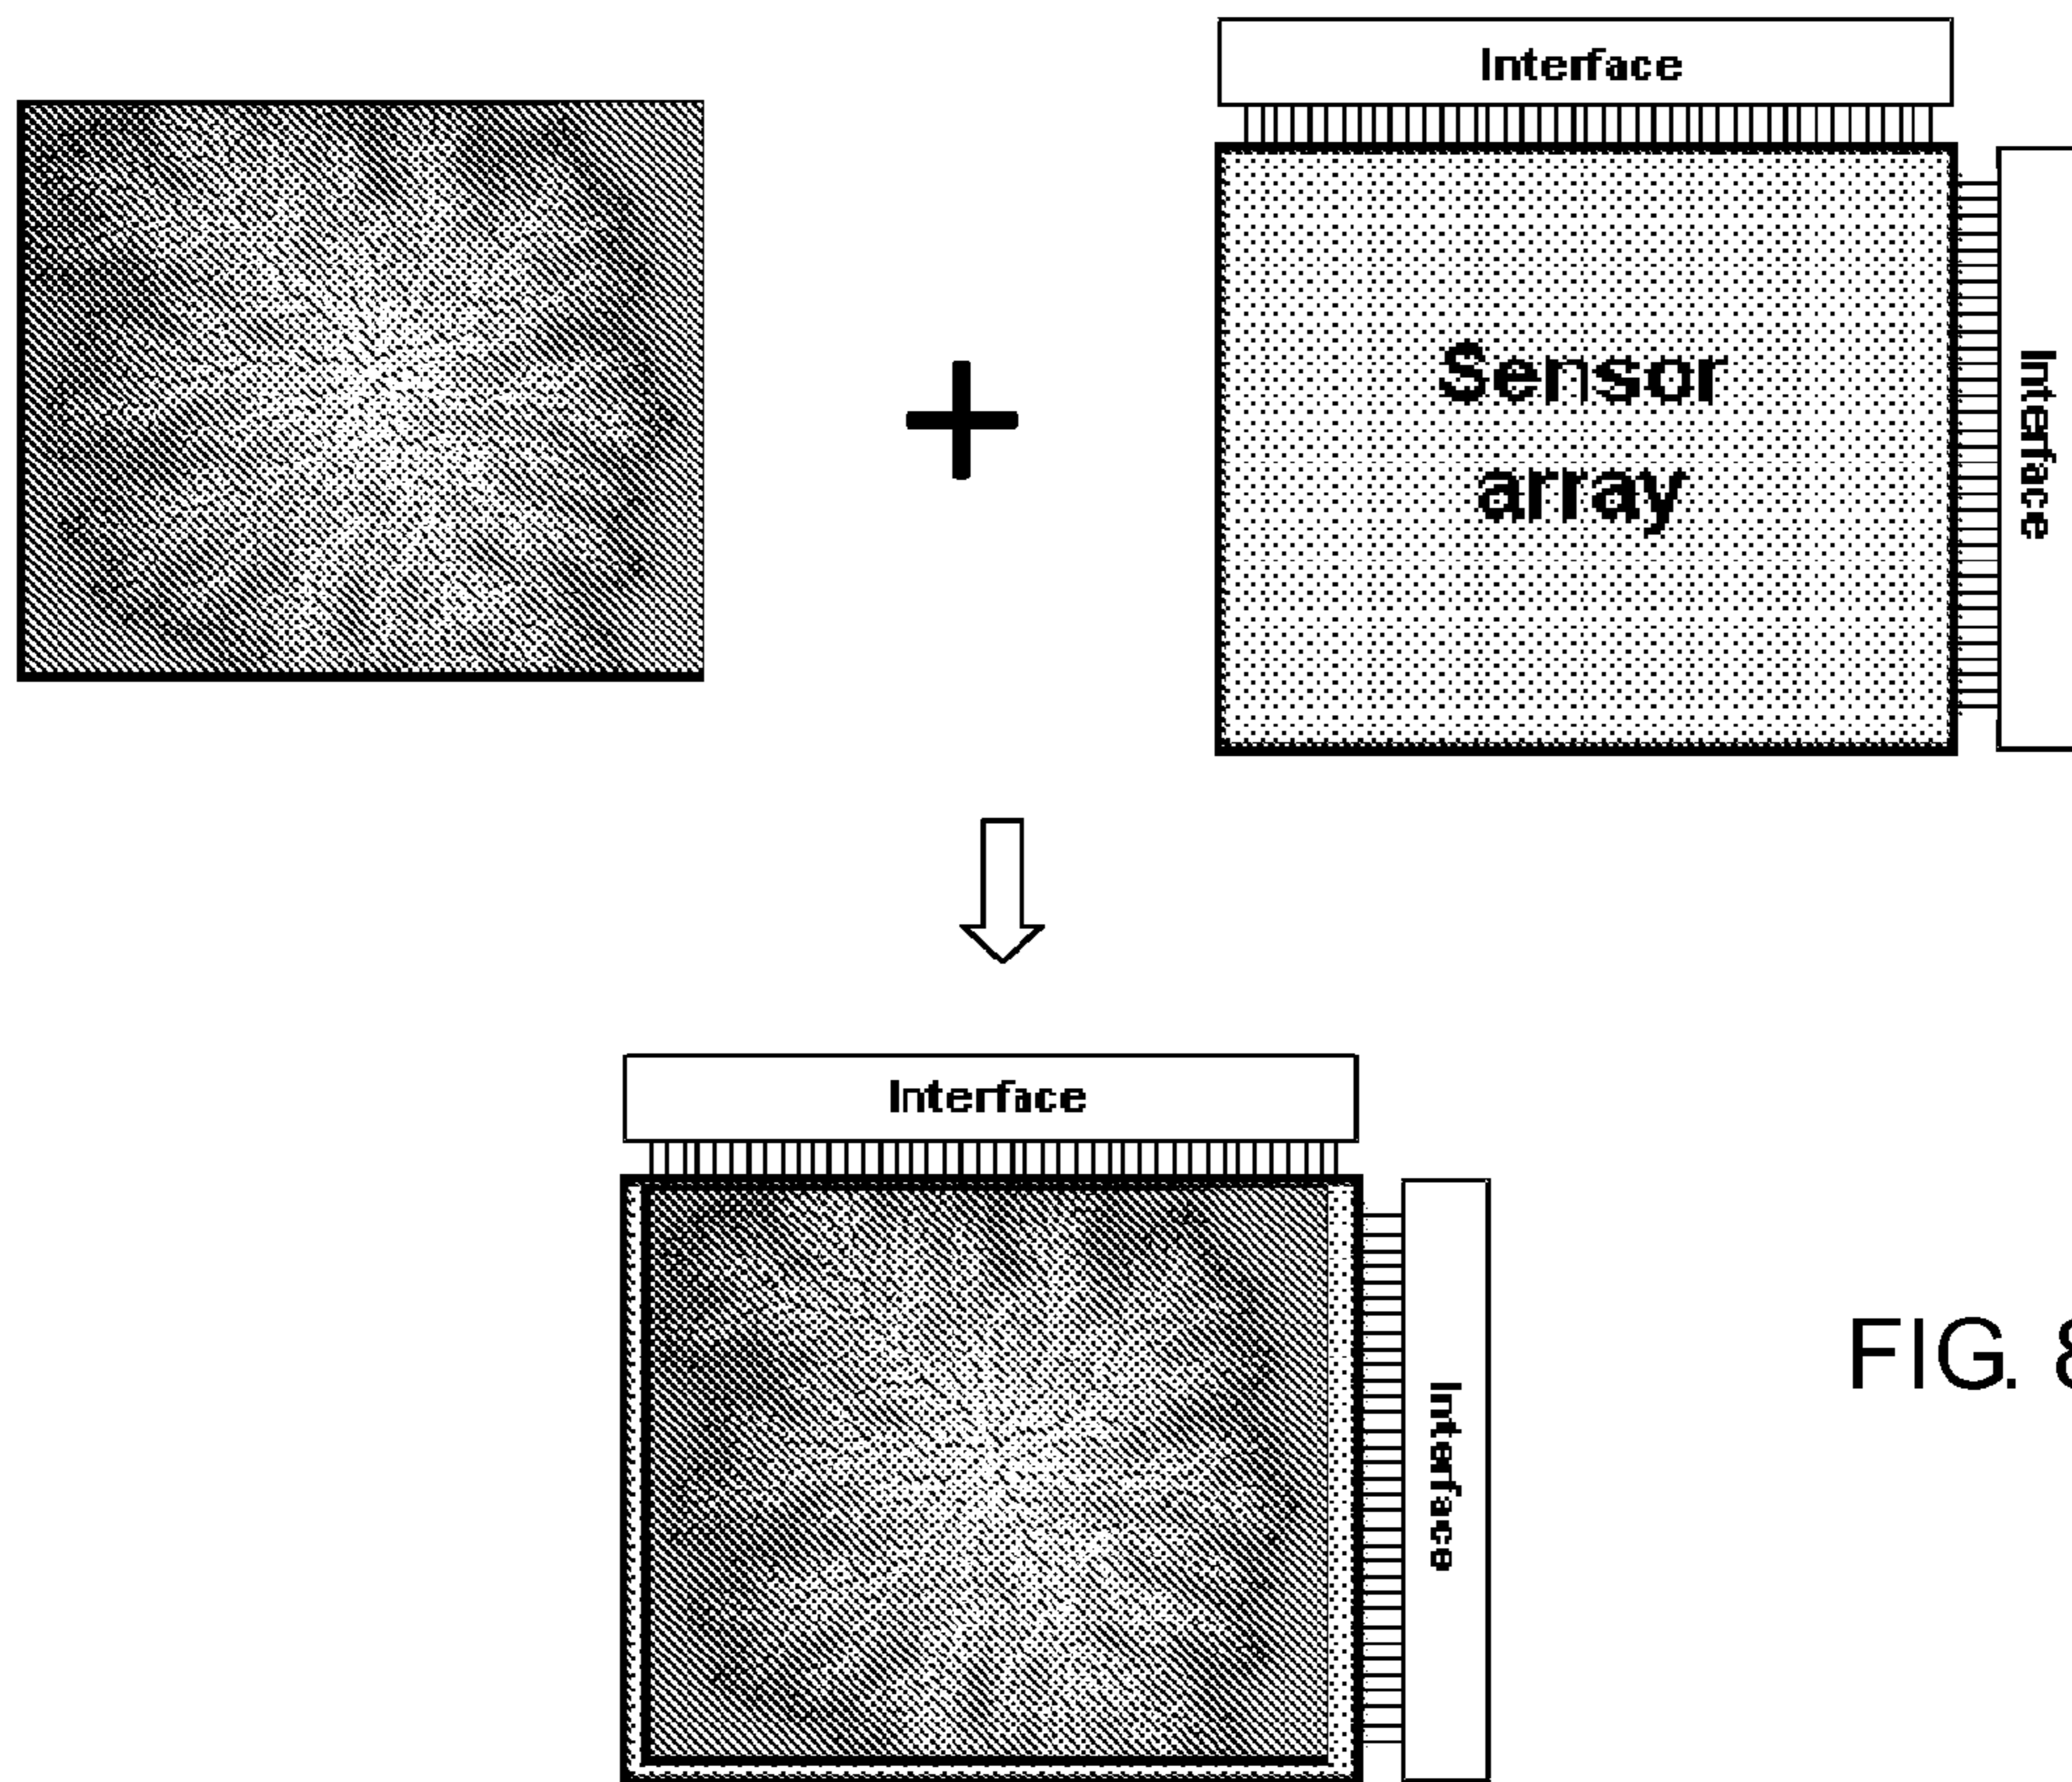 Interface
Sensor
array
Interface
Interface
Interface
FIG. 8